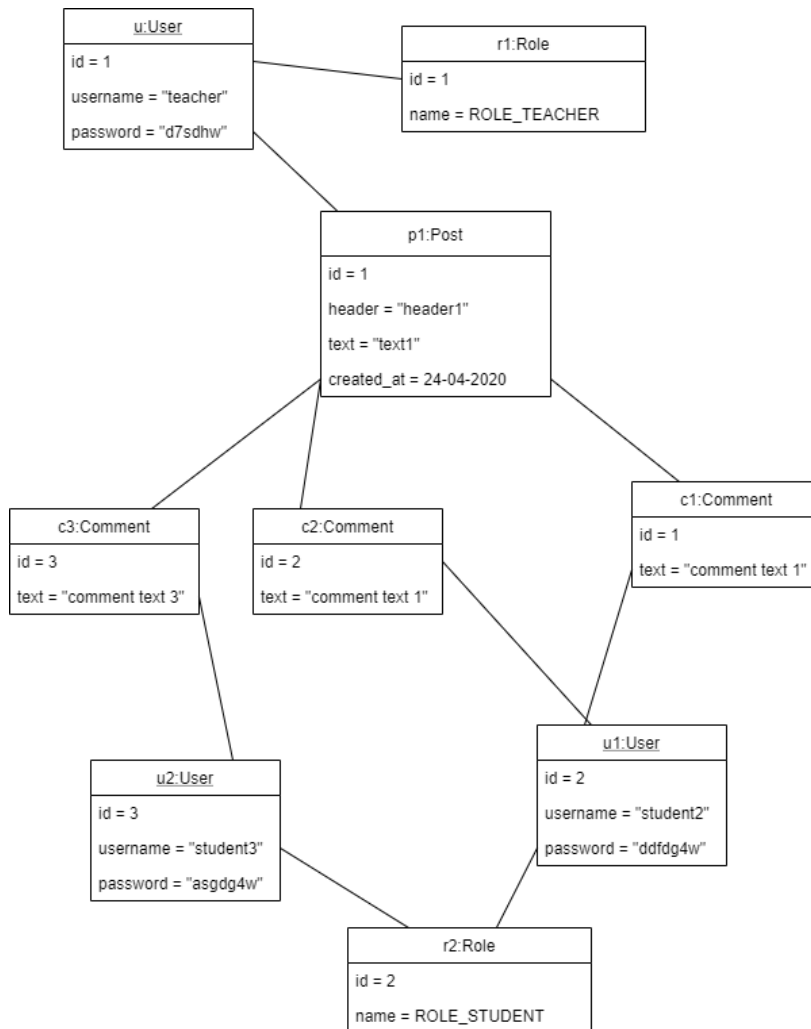 u:User
id = 1
username = "teacher"
password = "d7sdhw"
r1:Role
id = 1
name = ROLE_TEACHER
p1:Post
id = 1
header = "header1"
text = "text1"
created_at = 24-04-2020
c3:Comment
id = 3
text = "comment text 3"
c2:Comment
id = 2
text = "comment text 1"
c1:Comment
id = 1
text = "comment text 1"
u2:User
id = 3
username = "student3"
password = "asgdg4w"
u1:User
id = 2
username = "student2"
password = "ddfdg4w"
r2:Role
id = 2
name = ROLE_STUDENT